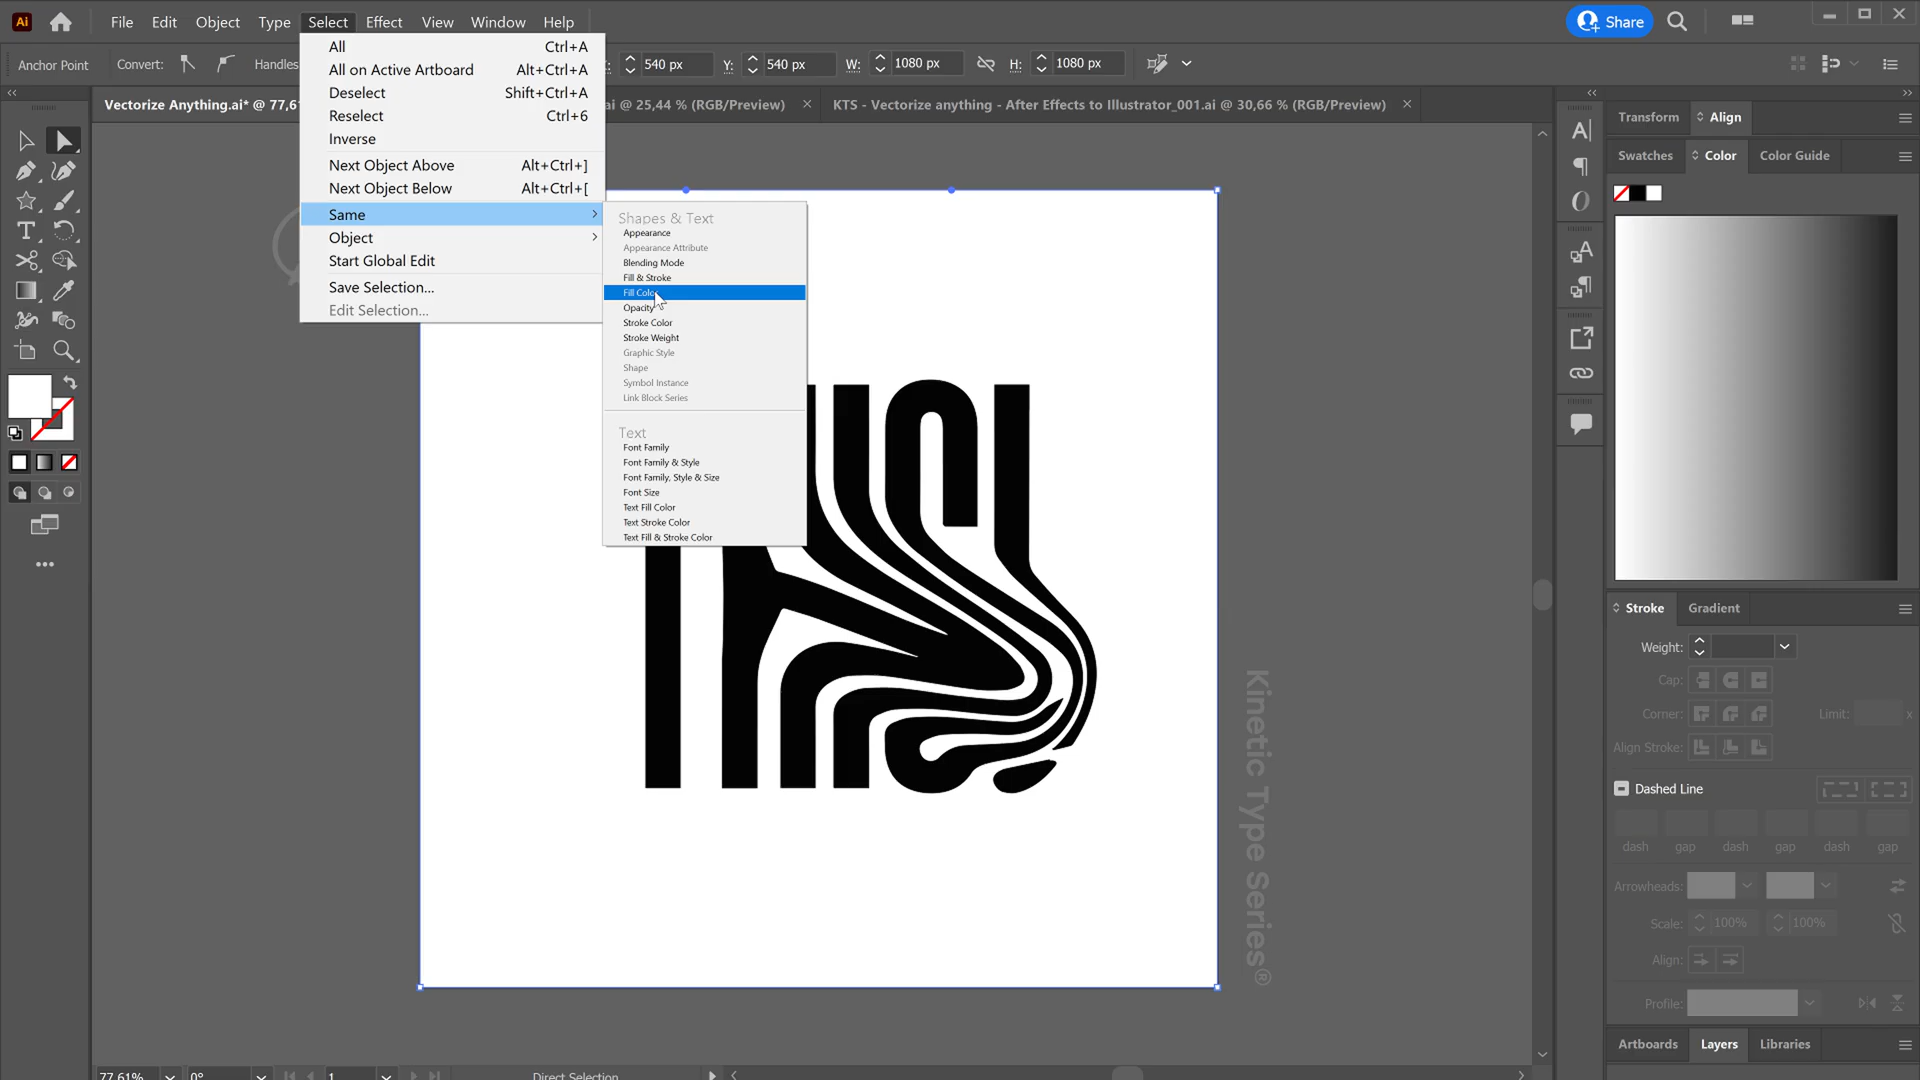 Ai
File Edit Object Type Select Effect View Window Help
Share
Anchor Point Convert: Handles
540 px Y: 540 px W: 1080 px H: 1080 px
All Ctrl+A
All on Active Artboard Alt+Ctrl+A
Deselect Shift+Ctrl+A
Reselect Ctrl+6
Inverse
Next Object Above Alt+Ctrl+]
Next Object Below Alt+Ctrl+[
Same
Object
Start Global Edit
Save Selection...
Edit Selection...
Vectorize Anything.ai* @ 77,6
ai @ 25,44 % (RGB/Preview)
KTS - Vectorize anything - After Effects to Illustrator_001.ai @ 30,66 % (RGB/Preview)
Shapes & Text
Appearance
Appearance Attribute
Blending Mode
Fill & Stroke
Fill Color
Opacity
Stroke Color
Stroke Weight
Graphic Style
Shape
Symbol Instance
Link Block Series
Text
Font Family
Font Family & Style
Font Family, Style & Size
Font Size
Text Fill Color
Text Stroke Color
Text Fill & Stroke Color
Kinetic Type Series®
Transform Align
Swatches Color Color Guide
Stroke Gradient
Weight:
Cap:
Corner: Limit: x
Align Stroke:
Dashed Line
dash gap dash gap dash gap
Arrowheads:
Scale: 100% 100%
Align:
Profile:
Artboards Layers Libraries
77,61% 0° 1 Direct Selection